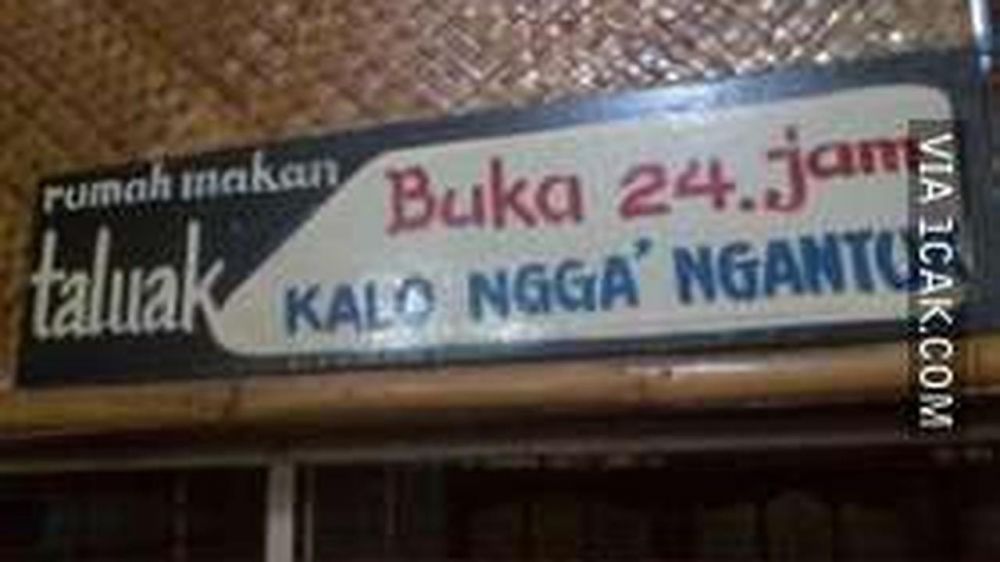 rumah makan
taluak
Buka 24.jam
KALO NGGA' NGANTU
VIA 1CAK.COM